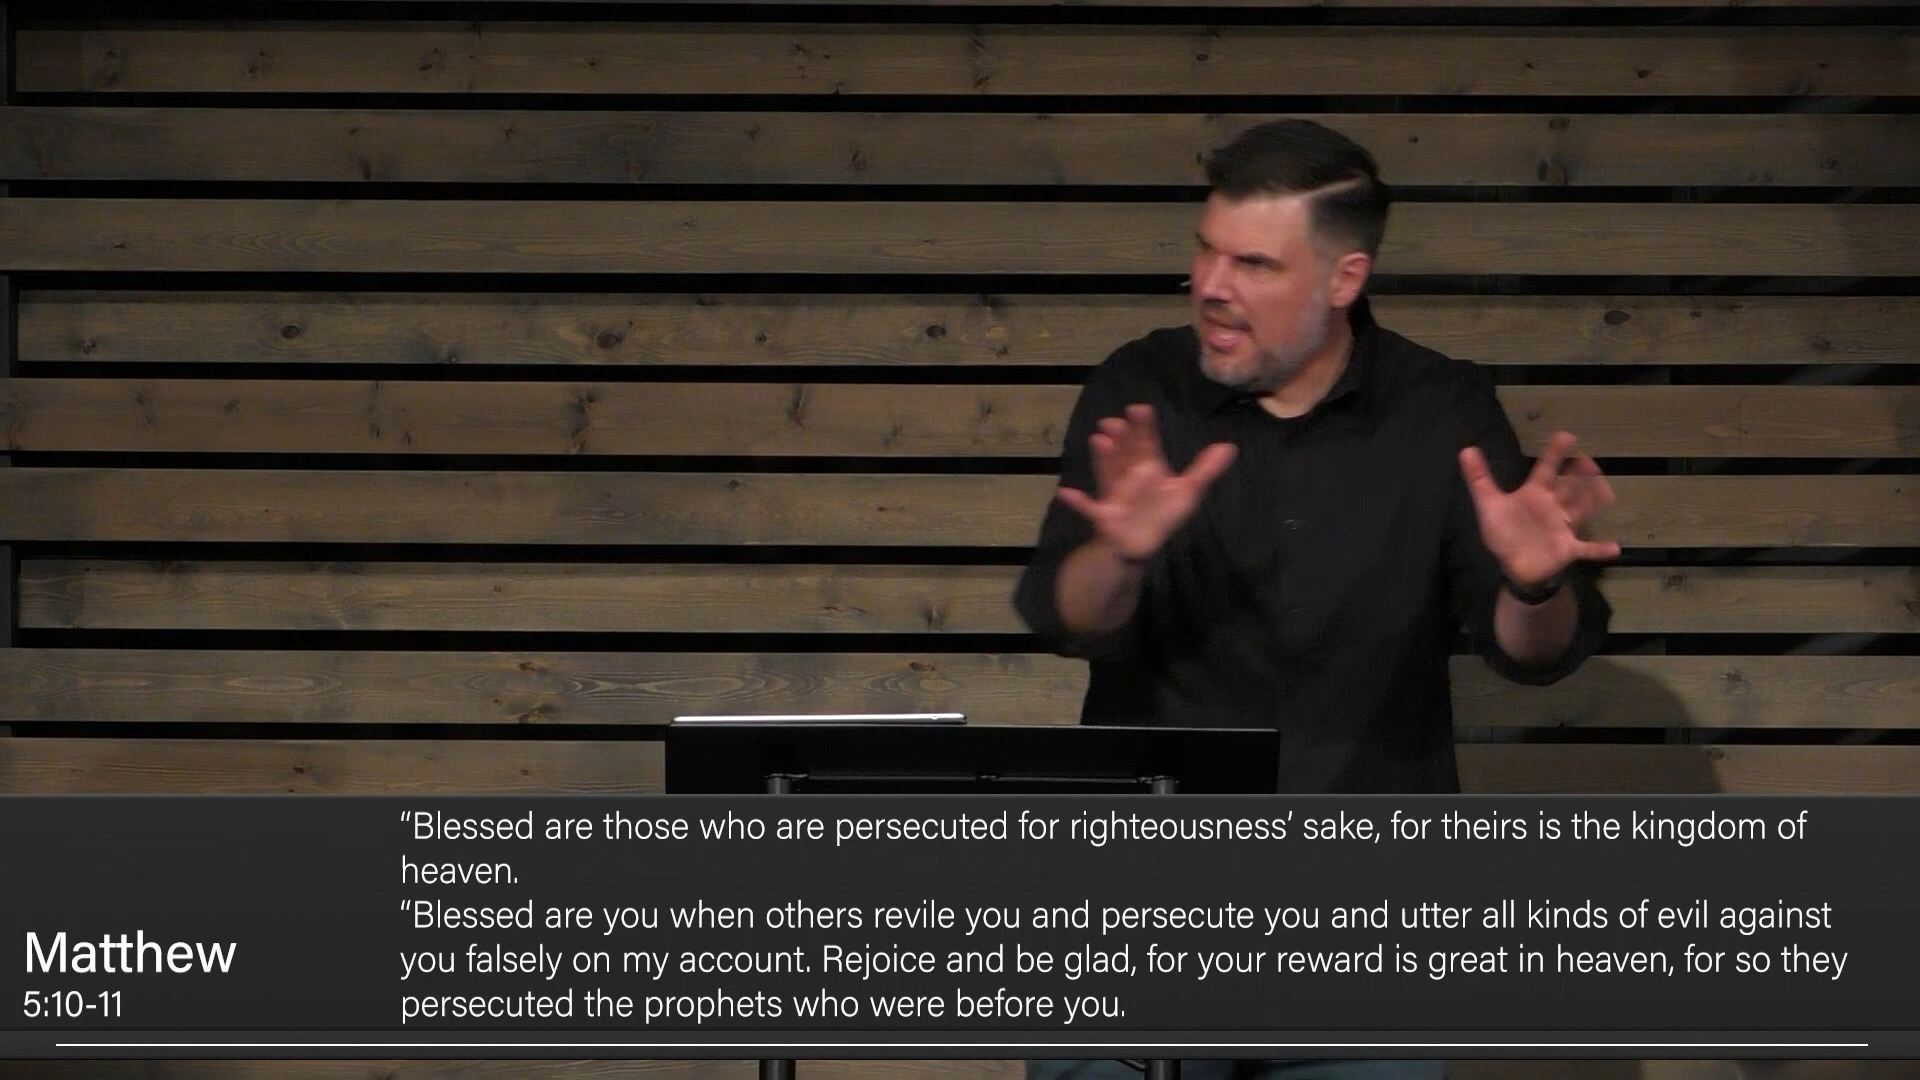 “Blessed are those who are persecuted for righteousness’ sake, for theirs is the kingdom of
heaven.
“Blessed are you when others revile you and persecute you and utter all kinds of evil against
you falsely on my account. Rejoice and be glad, for your reward is great in heaven, for so they
persecuted the prophets who were before you.
Matthew
5:10-11